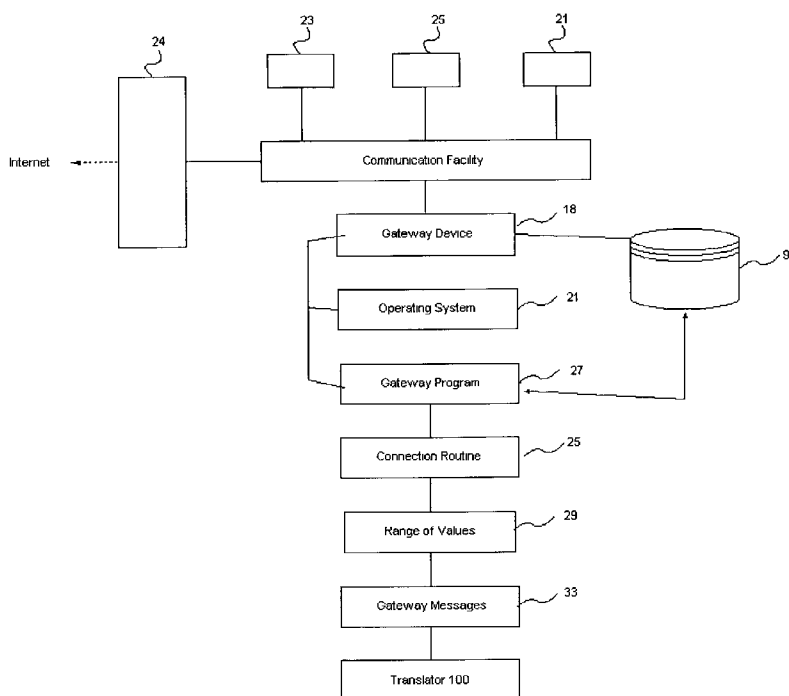 23
25
21
24
Internet
Communication Facility
18
Gateway Device
9
Operating System
21
Gateway Program
27
Connection Routine
25
Range of Values
29
Gateway Messages
33
Translator 100